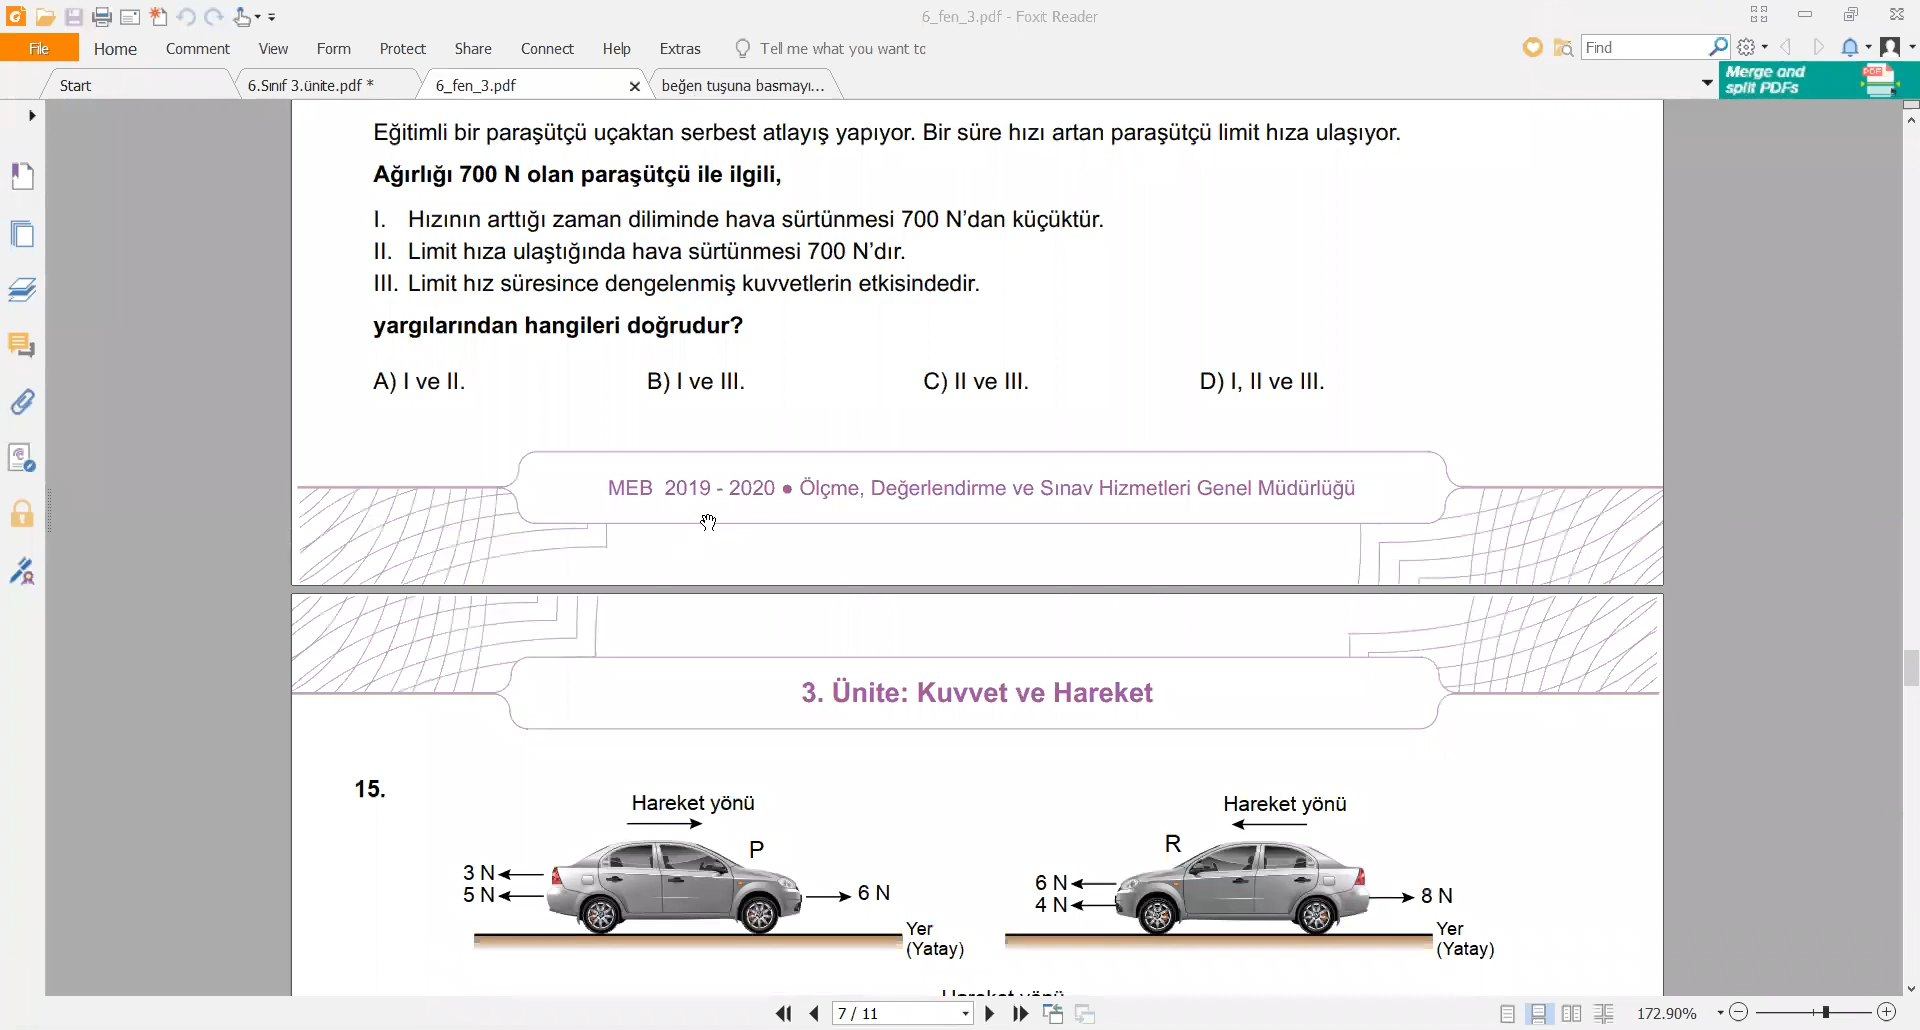 6_fen_3.pdf - Foxit Reader
File Home Comment View Form Protect Share Connect Help Extras Tell me what you want to Find
Start 6.Sınıf 3.ünite.pdf * 6_fen_3.pdf beğen tuşuna basmayı...
Merge and
split PDFs
PDF
Eğitimli bir paraşütçü uçaktan serbest atlayış yapıyor. Bir süre hızı artan paraşütçü limit hıza ulaşıyor.
Ağırlığı 700 N olan paraşütçü ile ilgili,
I. Hızının arttığı zaman diliminde hava sürtünmesi 700 N’dan küçüktür.
II. Limit hıza ulaştığında hava sürtünmesi 700 N’dır.
III. Limit hız süresince dengelenmiş kuvvetlerin etkisindedir.
yargılarından hangileri doğrudur?
A) I ve II. B) I ve III. C) II ve III. D) I, II ve III.
MEB 2019 - 2020 ● Ölçme, Değerlendirme ve Sınav Hizmetleri Genel Müdürlüğü
3. Ünite: Kuvvet ve Hareket
15.
Hareket yönü
P
3 N
5 N
6 N
Yer
(Yatay)
Hareket yönü
R
6 N
4 N
8 N
Yer
(Yatay)
7 / 11
172.90%